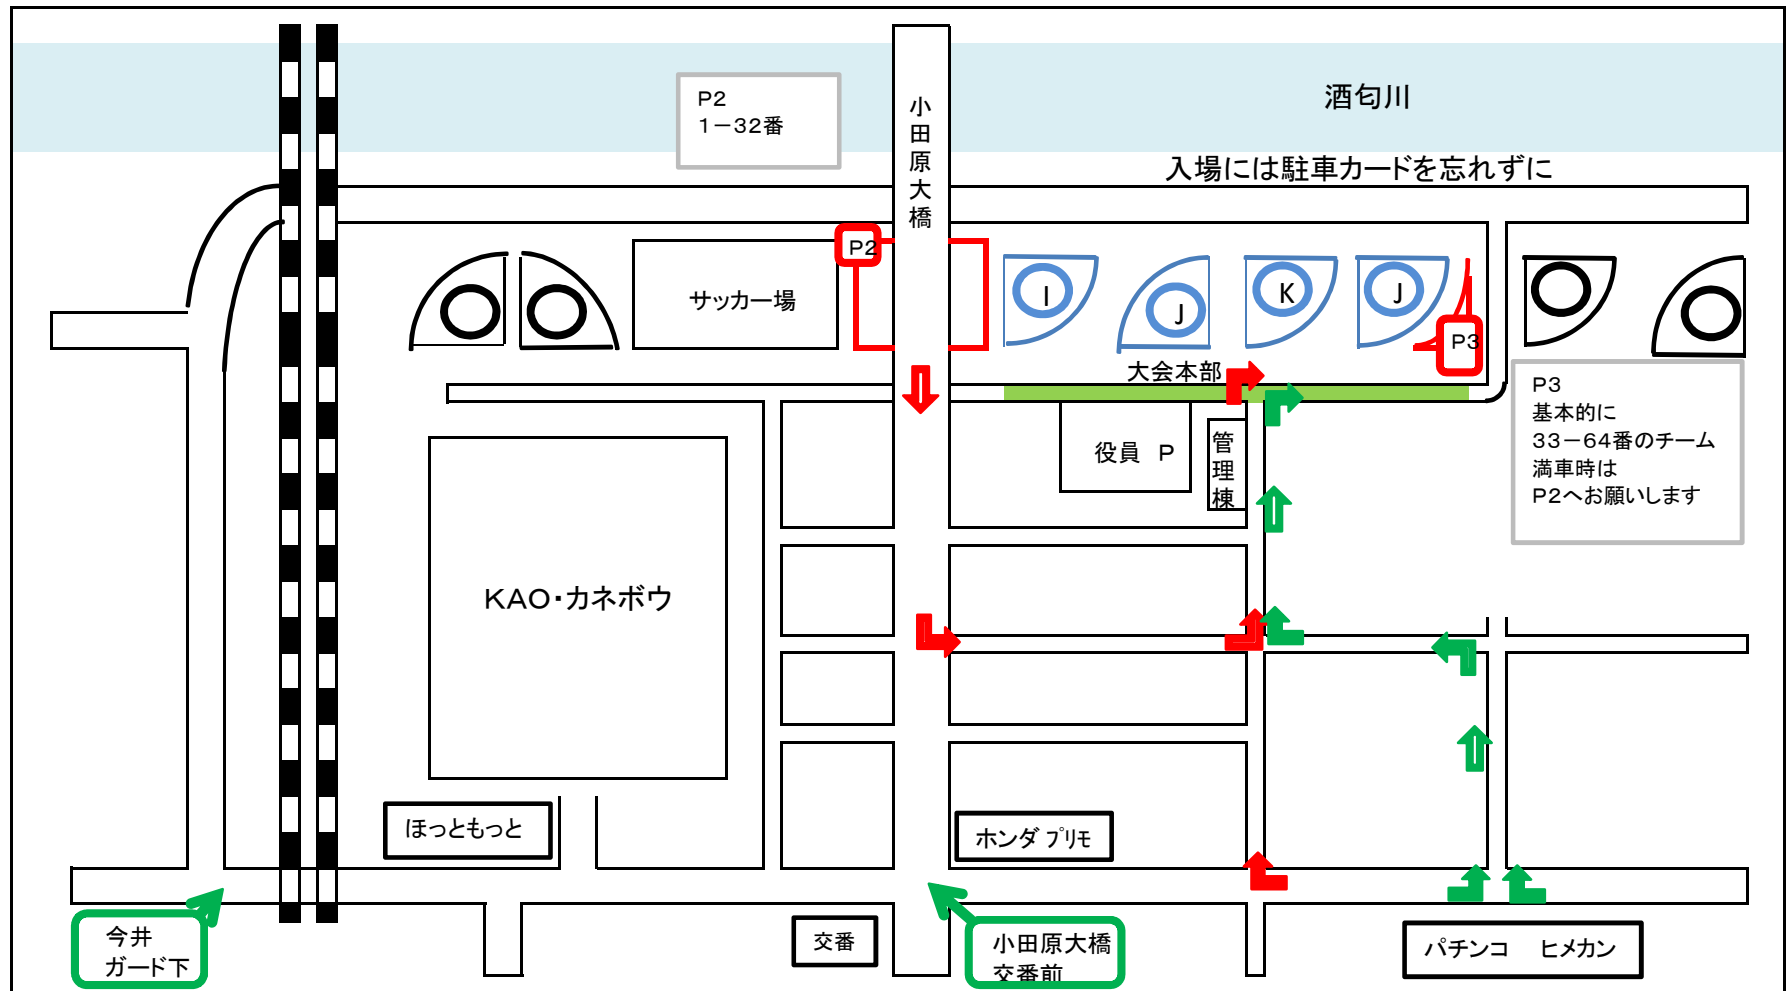 P2
1－32番
小田原大橋
酒匂川
入場には駐車カードを忘れずに
P2
サッカー場
I
J
K
J
P3
大会本部
役員　P
管理棟
P3
基本的に
33－64番のチーム
満車時は
P2へお願いします
KAO・カネボウ
ほっともっと
ホンダ プリモ
今井
ガード下
交番
小田原大橋
交番前
パチンコ　ヒメカン